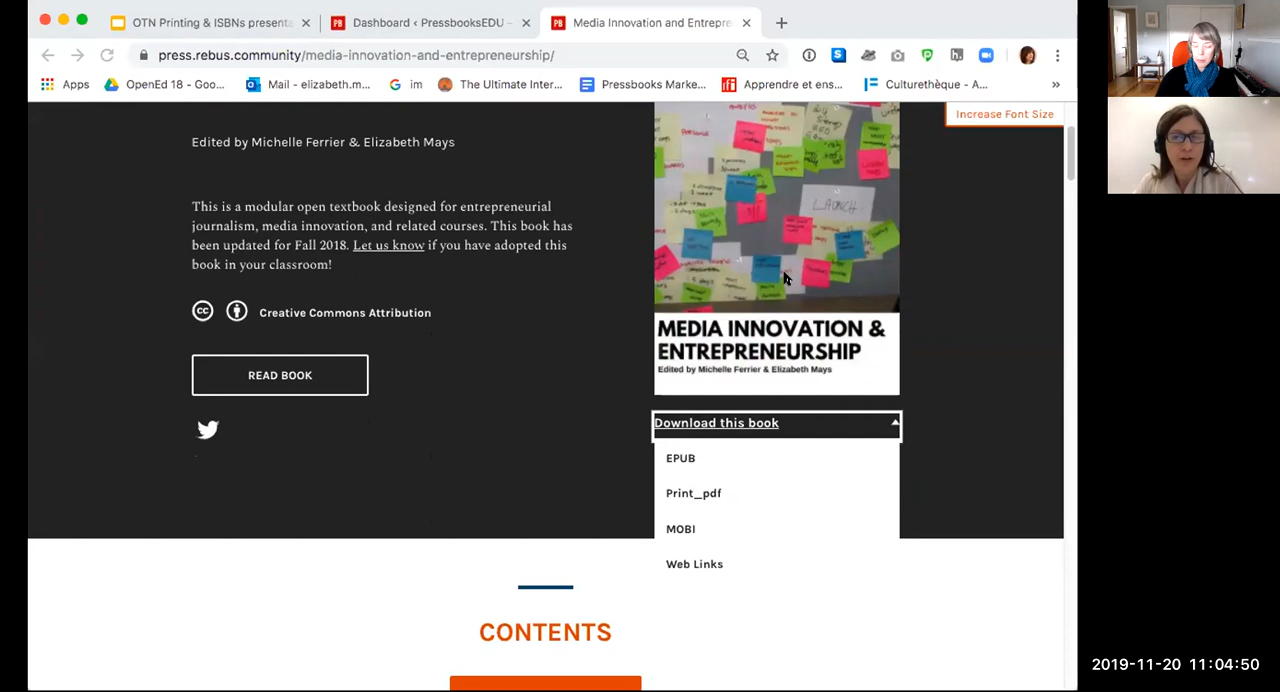 OTN Printing & ISBNs presenta
Dashboard ‹ PressbooksEDU –
Media Innovation and Entrepre
press.rebus.community/media-innovation-and-entrepreneurship/
Apps
OpenEd 18 - Goo...
Mail - elizabeth.m...
im
The Ultimate Inter...
Pressbooks Marke...
Apprendre et ens...
Culturethèque - A...
»
Increase Font Size
Edited by Michelle Ferrier & Elizabeth Mays
This is a modular open textbook designed for entrepreneurial
journalism, media innovation, and related courses. This book has
been updated for Fall 2018. Let us know if you have adopted this
book in your classroom!
Creative Commons Attribution
READ BOOK
LAUNCH
MEDIA INNOVATION &
ENTREPRENEURSHIP
Edited by Michelle Ferrier & Elizabeth Mays
Download this book
EPUB
Print_pdf
MOBI
Web Links
CONTENTS
2019-11-20 11:04:50